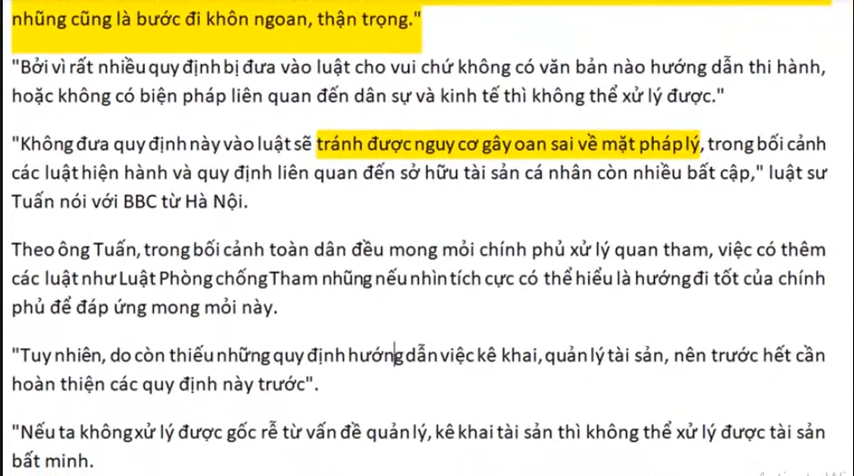 nhũng cũng là bước đi khôn ngoan, thận trọng."
"Bởi vì rất nhiều quy định bị đưa vào luật cho vui chứ không có văn bản nào hướng dẫn thi hành,
hoặc không có biện pháp liên quan đến dân sự và kinh tế thì không thể xử lý được."
"Không đưa quy định này vào luật sẽ tránh được nguy cơ gây oan sai về mặt pháp lý, trong bối cảnh
các luật hiện hành và quy định liên quan đến sở hữu tài sản cá nhân còn nhiều bất cập," luật sư
Tuấn nói với BBC từ Hà Nội.
Theo ông Tuấn, trong bối cảnh toàn dân đều mong mỏi chính phủ xử lý quan tham, việc có thêm
các luật như Luật Phòng chống Tham nhũng nếu nhìn tích cực có thể hiểu là hướng đi tốt của chính
phủ để đáp ứng mong mỏi này.
"Tuy nhiên, do còn thiếu những quy định hướng dẫn việc kê khai, quản lý tài sản, nên trước hết cần
hoàn thiện các quy định này trước".
"Nếu ta không xử lý được gốc rễ từ vấn đề quản lý, kê khai tài sản thì không thể xử lý được tài sản
bất minh.